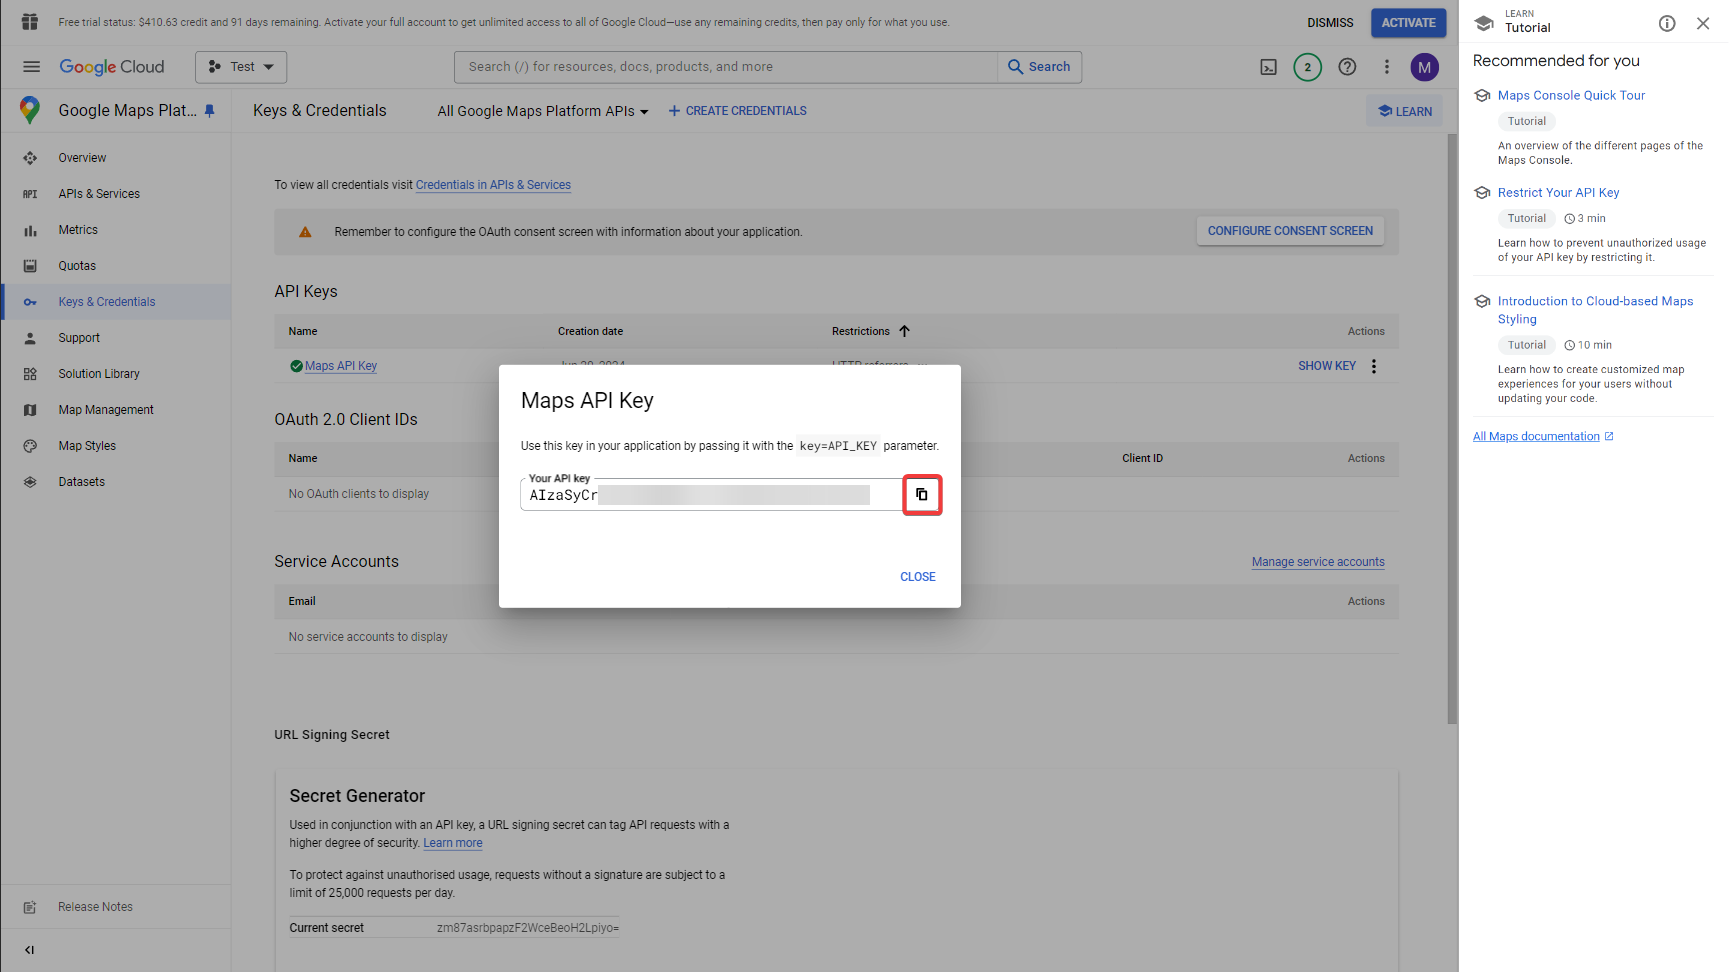 Free trial status: $410.63 credit and 91 days remaining. Activate your full account to get unlimited access to all of Google Cloud—use any remaining credits, then pay only for what you use.
DISMISS
ACTIVATE
Google Cloud
Test
Search (/) for resources, docs, products, and more
Search
2
M
Google Maps Plat...
Keys & Credentials
All Google Maps Platform APIs
CREATE CREDENTIALS
LEARN
Overview
API
APIs & Services
Metrics
Quotas
Keys & Credentials
Support
Solution Library
Map Management
Map Styles
Datasets
Release Notes
To view all credentials visit Credentials in APIs & Services
Remember to configure the OAuth consent screen with information about your application.
CONFIGURE CONSENT SCREEN
API Keys
Name Creation date Restrictions Actions
Maps API Key
SHOW KEY
OAuth 2.0 Client IDs
Name Client ID Actions
No OAuth clients to display
Maps API Key
Use this key in your application by passing it with the key=API_KEY parameter.
Your API key
AIzaSyCr
CLOSE
Service Accounts
Manage service accounts
Email Actions
No service accounts to display
URL Signing Secret
Secret Generator
Used in conjunction with an API key, a URL signing secret can tag API requests with a
higher degree of security. Learn more
To protect against unauthorised usage, requests without a signature are subject to a
limit of 25,000 requests per day.
Current secret zm87asrbpapzF2WceBeoH2Lpiyo=
LEARN
Tutorial
Recommended for you
Maps Console Quick Tour
Tutorial
An overview of the different pages of the
Maps Console.
Restrict Your API Key
Tutorial 3 min
Learn how to prevent unauthorized usage
of your API key by restricting it.
Introduction to Cloud-based Maps
Styling
Tutorial 10 min
Learn how to create customized map
experiences for your users without
updating your code.
All Maps documentation